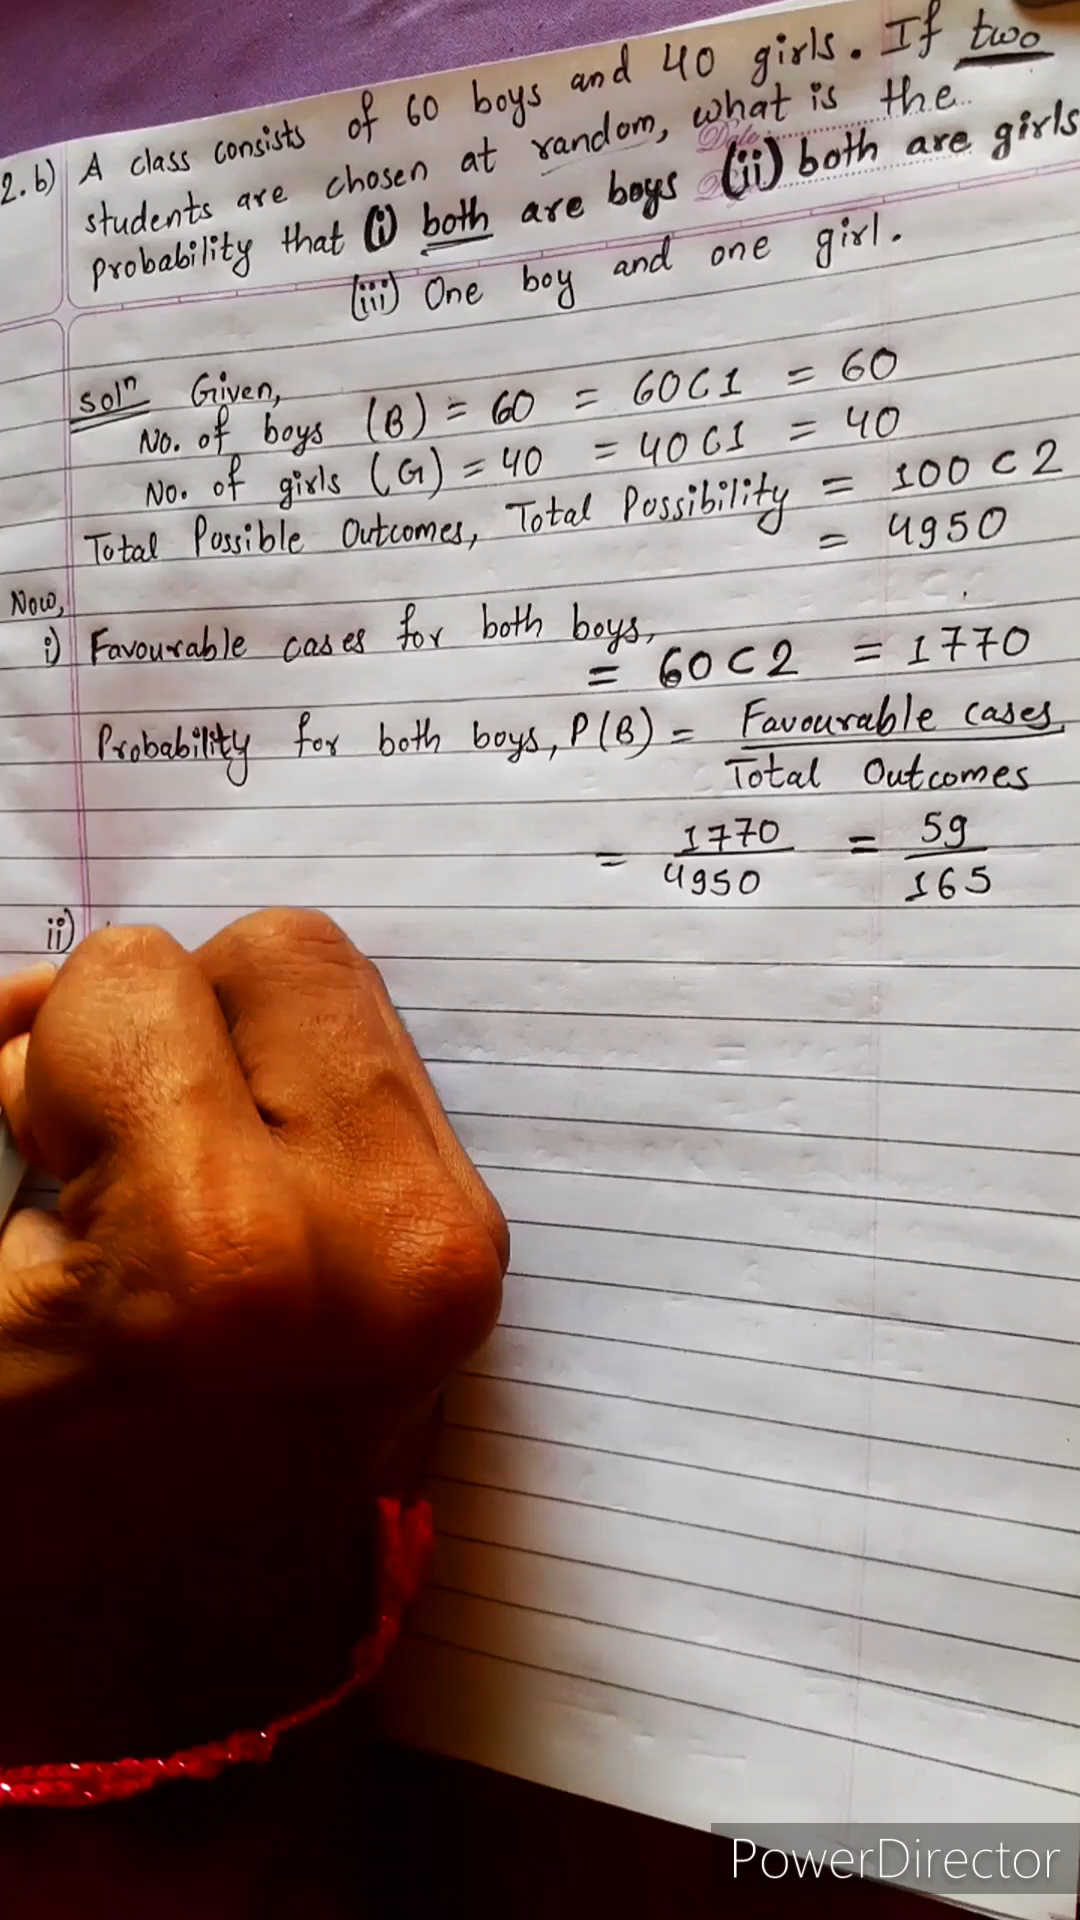 2.b) A class consists of 60 boys and 40 girls. If two
students are chosen at random, what is the
probability that (i) both are boys (ii) both are girls
(iii) One boy and one girl.
Solⁿ Given,
No. of boys (B) = 60 = 60C1 = 60
No. of girls (G) = 40 = 40C1 = 40
Total Possible Outcomes, Total Possibility = 100C2
= 4950
Now,
i) Favourable cases for both boys,
= 60C2 = 1770
Probability for both boys, P(B) = Favourable cases
Total Outcomes
= 1770 = 59
4950 165
ii)
PowerDirector